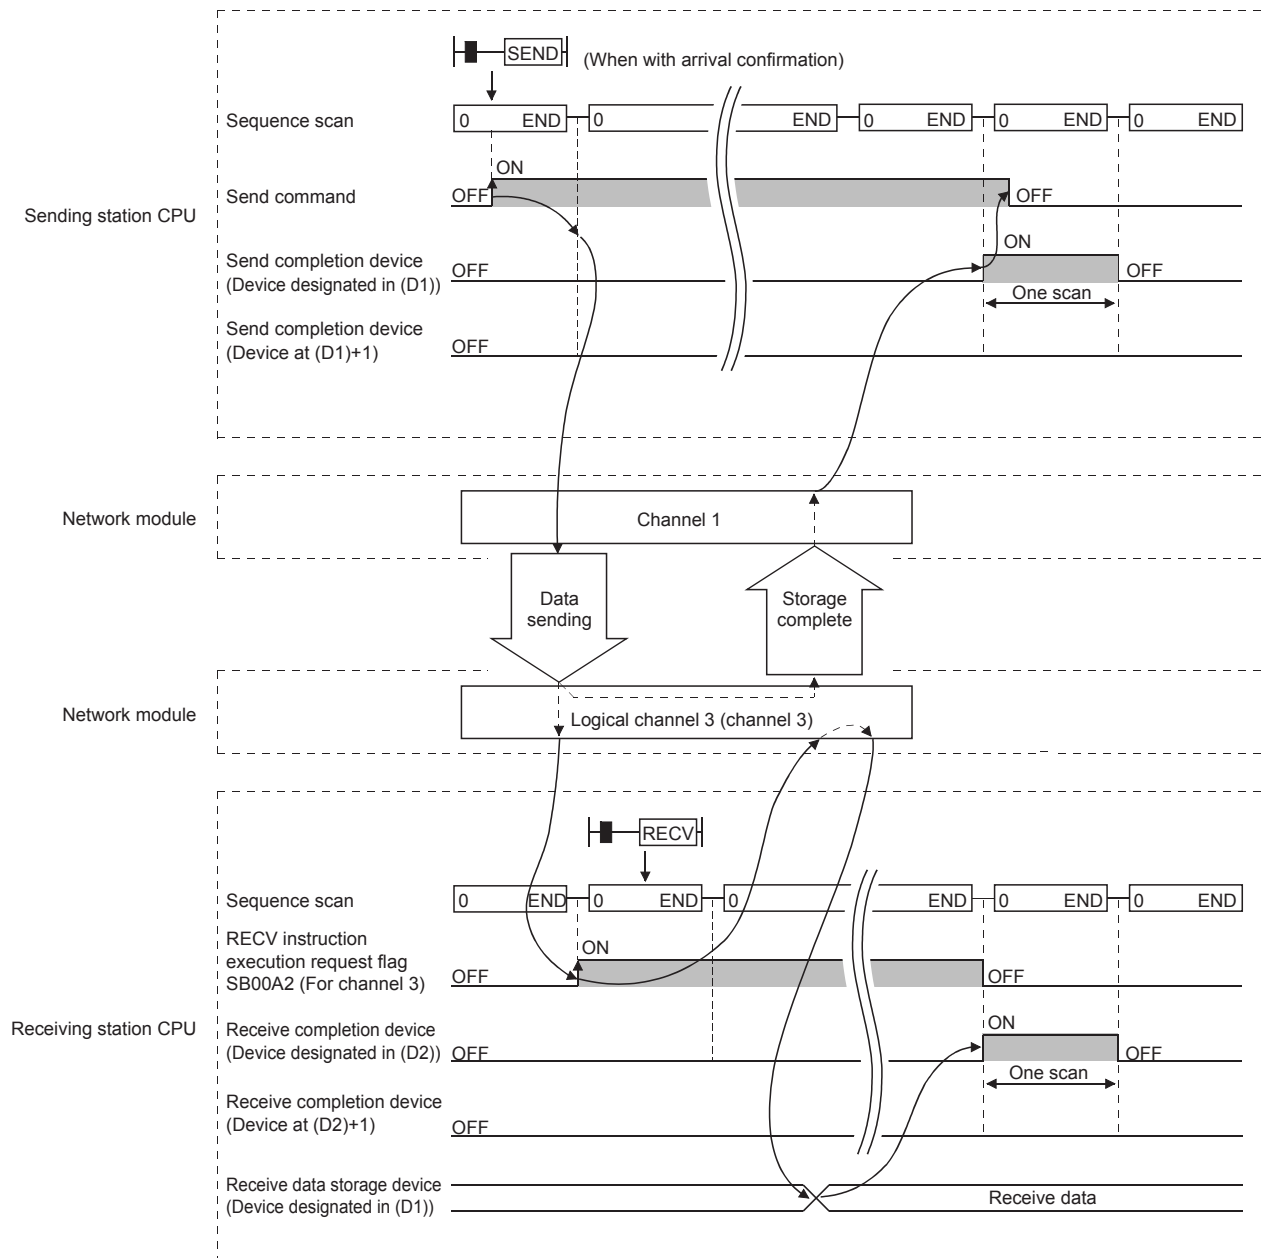 SEND (When with arrival confirmation)
Sequence scan 0 END 0 END 0 END 0 END 0 END
ON
Send command OFF OFF
Sending station CPU
ON
Send completion device
(Device designated in (D1)) OFF OFF
One scan
Send completion device
(Device at (D1)+1) OFF
Network module Channel 1
Data
sending
Storage
complete
Network module Logical channel 3 (channel 3)
RECV
Sequence scan 0 END 0 END 0 END 0 END 0 END
RECV instruction
execution request flag
SB00A2 (For channel 3) OFF ON OFF
Receiving station CPU
Receive completion device ON
(Device designated in (D2)) OFF OFF
One scan
Receive completion device
(Device at (D2)+1) OFF
Receive data storage device
(Device designated in (D1)) Receive data